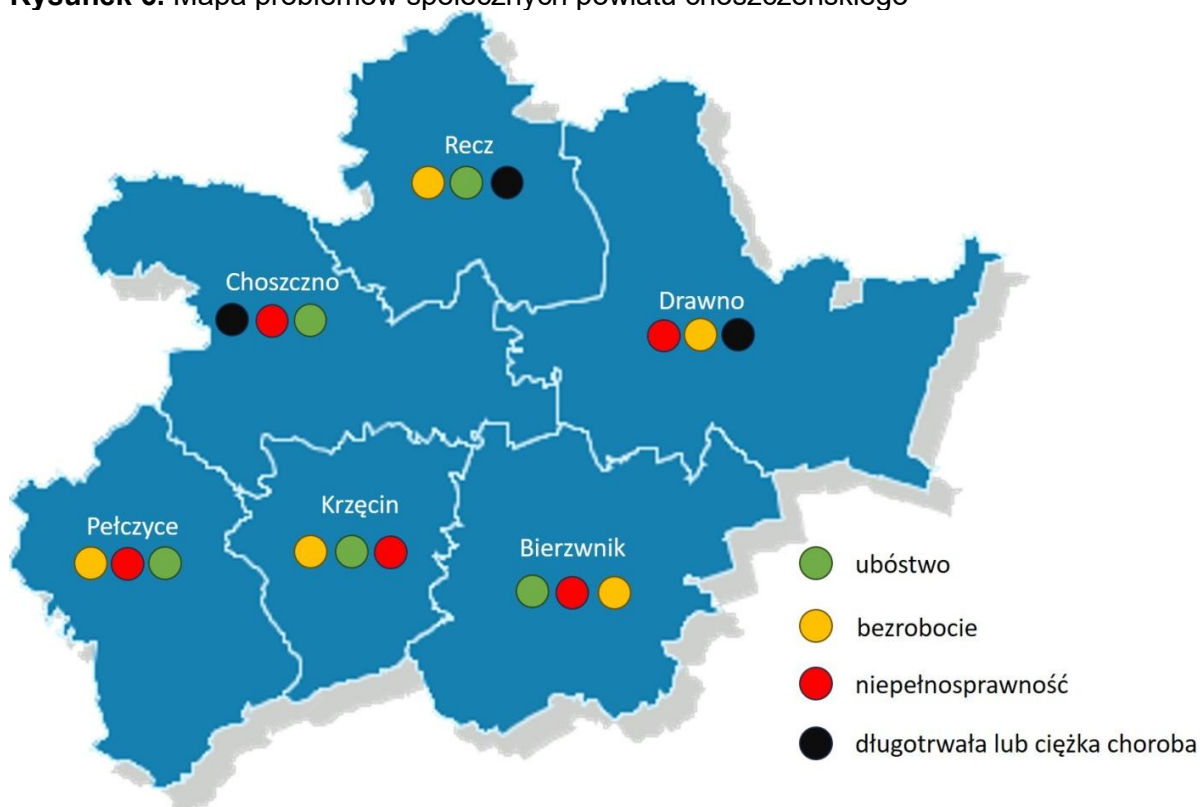 Rysunek 6. Mapa problemów społecznych powiatu choszczeńskiego
Recz
Choszczno
Drawno
Krzęcin
Pełczyce
Bierzwnik
ubóstwo
bezrobocie
niepełnosprawność
długotrwała lub ciężka choroba